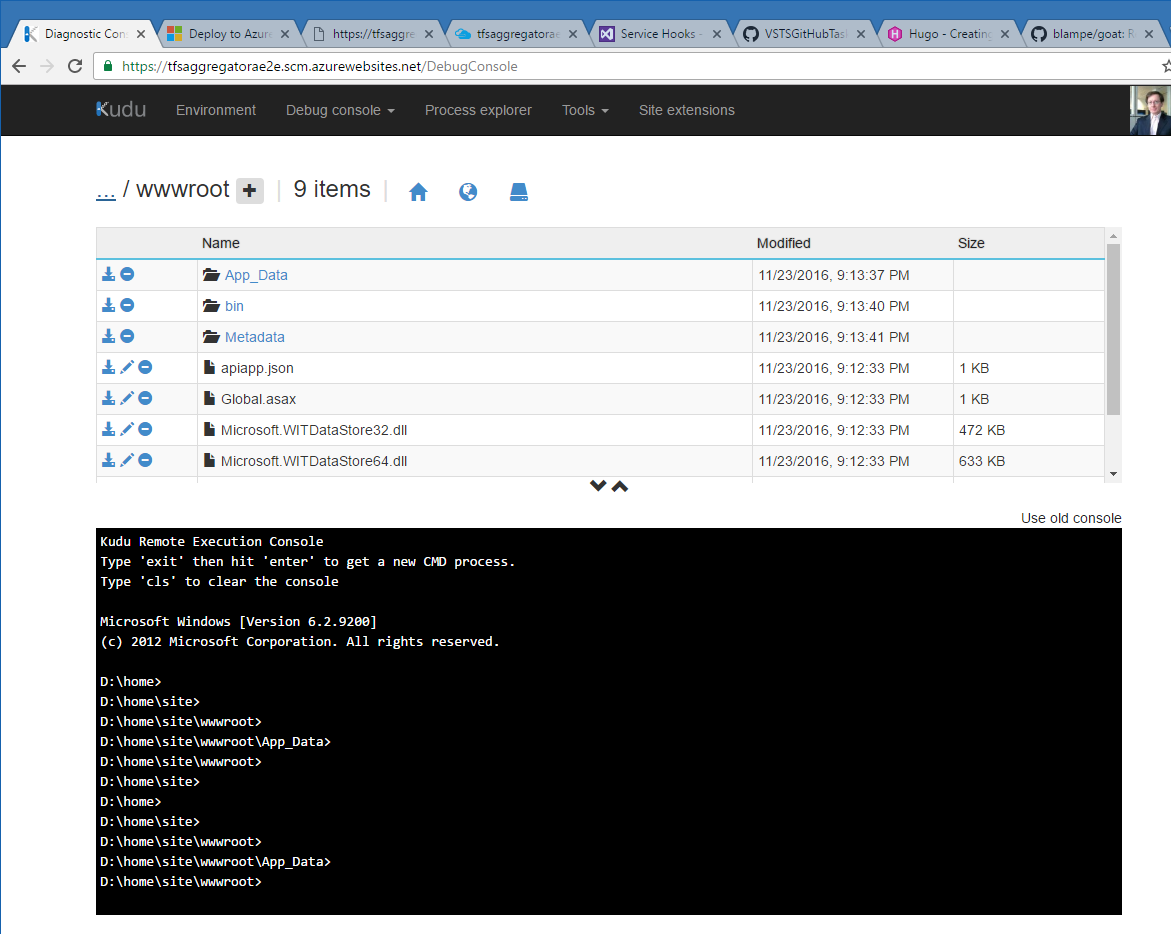 Diagnostic Con
Deploy to Azure
https://tfsaggre
tfsaggregatorae
Service Hooks -
VSTSGitHubTas
Hugo - Creating
blampe/goat: R
https://tfsaggregatorae2e.scm.azurewebsites.net/DebugConsole
Kudu Environment Debug console Process explorer Tools Site extensions
... / wwwroot + | 9 items |
Name Modified Size
App_Data 11/23/2016, 9:13:37 PM
bin 11/23/2016, 9:13:40 PM
Metadata 11/23/2016, 9:13:41 PM
apiapp.json 11/23/2016, 9:12:33 PM 1 KB
Global.asax 11/23/2016, 9:12:33 PM 1 KB
Microsoft.WITDataStore32.dll 11/23/2016, 9:12:33 PM 472 KB
Microsoft.WITDataStore64.dll 11/23/2016, 9:12:33 PM 633 KB
Use old console
Kudu Remote Execution Console
Type 'exit' then hit 'enter' to get a new CMD process.
Type 'cls' to clear the console
Microsoft Windows [Version 6.2.9200]
(c) 2012 Microsoft Corporation. All rights reserved.
D:\home>
D:\home\site>
D:\home\site\wwwroot>
D:\home\site\wwwroot\App_Data>
D:\home\site\wwwroot>
D:\home\site>
D:\home>
D:\home\site>
D:\home\site\wwwroot>
D:\home\site\wwwroot\App_Data>
D:\home\site\wwwroot>